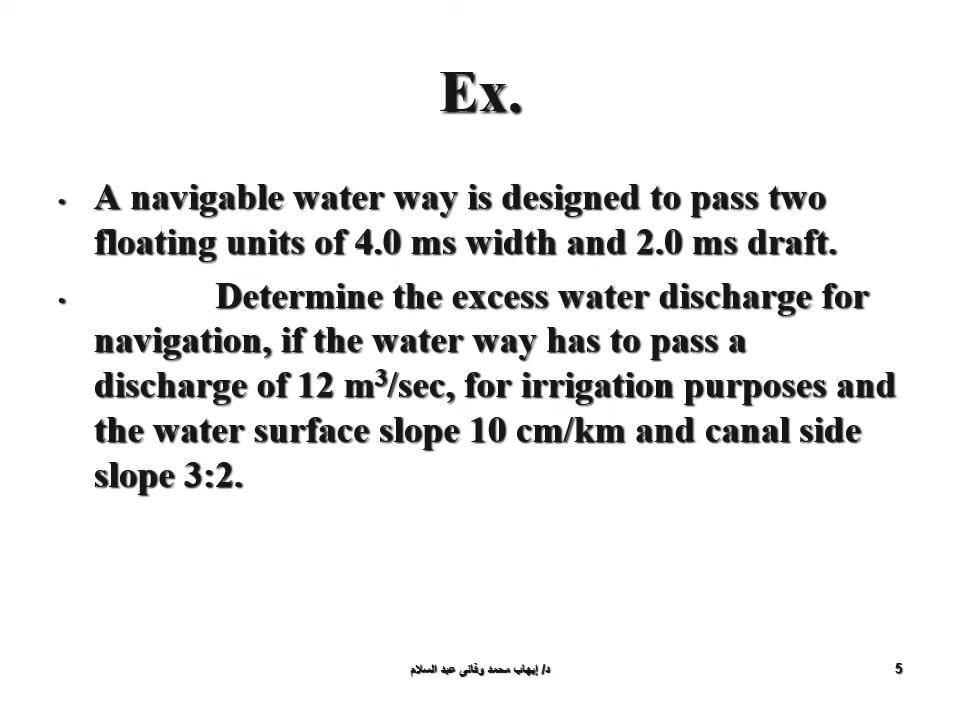 Ex.
• A navigable water way is designed to pass two
floating units of 4.0 ms width and 2.0 ms draft.
• Determine the excess water discharge for
navigation, if the water way has to pass a
discharge of 12 m³/sec, for irrigation purposes and
the water surface slope 10 cm/km and canal side
slope 3:2.
د/ إيهاب محمد وفائي عبد السلام
5